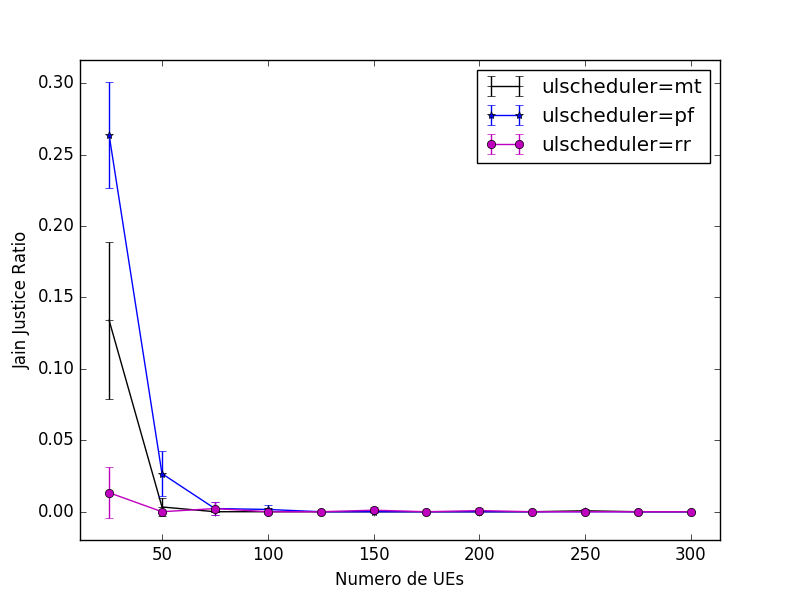 ulscheduler=mt
ulscheduler=pf
ulscheduler=rr
Jain Justice Ratio
0.30
0.25
0.20
0.15
0.10
0.05
0.00
50 100 150 200 250 300
Numero de UEs